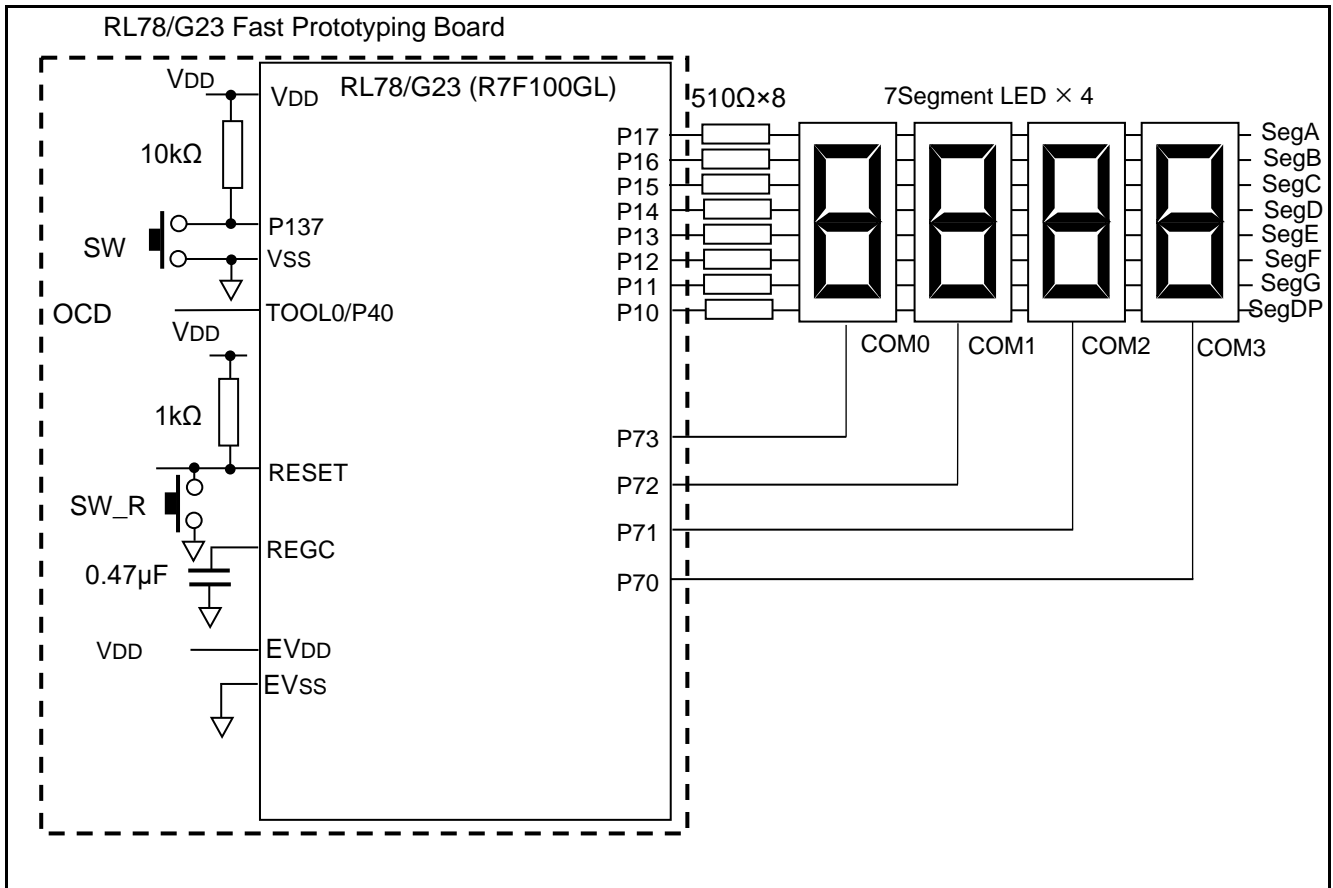 RL78/G23 Fast Prototyping Board
VDD
VDD
RL78/G23 (R7F100GL)
510Ω×8
7Segment LED × 4
10kΩ
P17
SegA
P16
SegB
P15
SegC
P14
SegD
P13
SegE
P12
SegF
P11
SegG
P10
SegDP
P137
SW
VSS
OCD
TOOL0/P40
VDD
COM0
COM1
COM2
COM3
1kΩ
P73
RESET
P72
SW_R
P71
REGC
0.47µF
P70
VDD
EVDD
EVSS